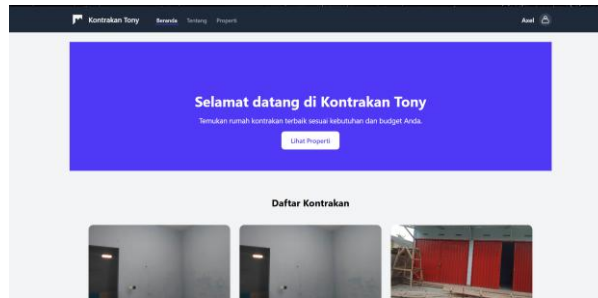 Kontrakan Tony
Beranda Tentang Properti
Axel
Selamat datang di Kontrakan Tony
Temukan rumah kontrakan terbaik sesuai kebutuhan dan budget Anda.
Lihat Properti
Daftar Kontrakan